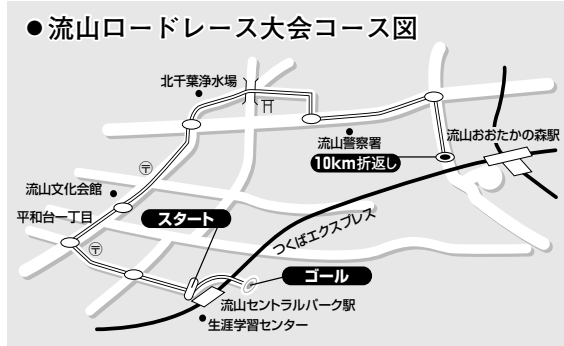 ●流山ロードレース大会コース図
北千葉浄水場
流山警察署
10km折返し
流山おおたかの森駅
流山文化会館
平和台一丁目
スタート
つくばエクスプレス
ゴール
流山セントラルパーク駅
生涯学習センター